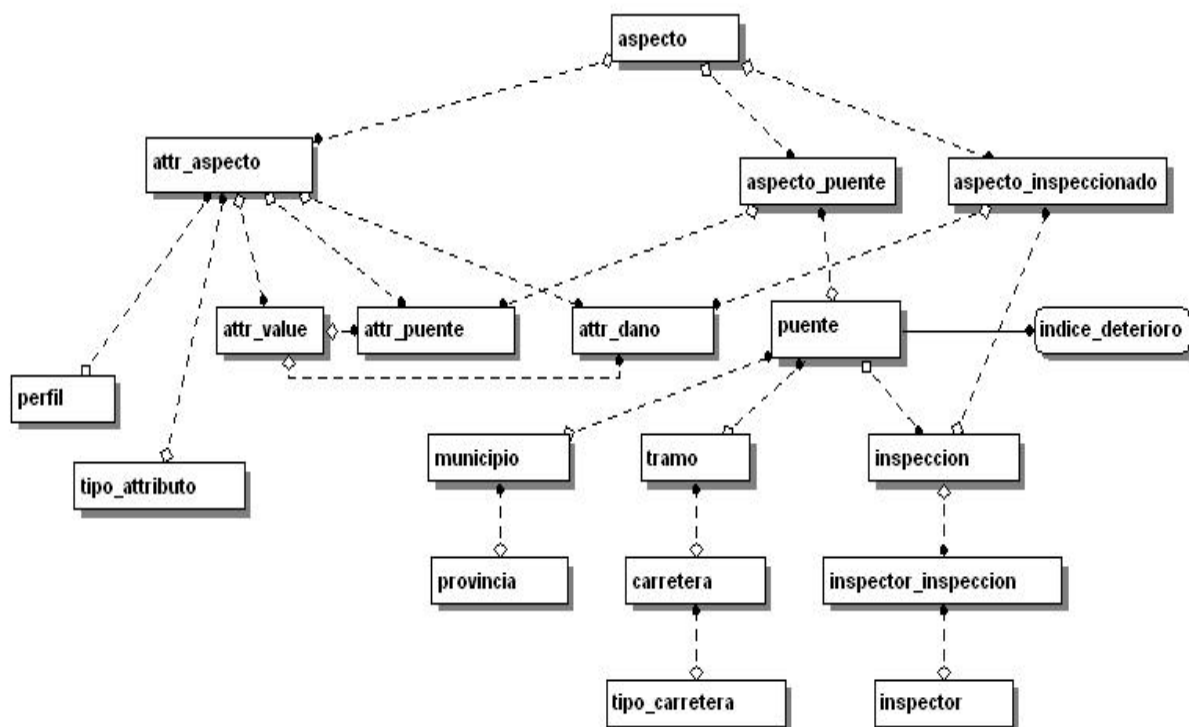 aspecto
attr_aspecto
aspecto_puente
aspecto_inspeccionado
attr_value
attr_puente
attr_dano
puente
indice_deterioro
perfil
municipio
tramo
inspeccion
tipo_attributo
provincia
carretera
inspector_inspeccion
tipo_carretera
inspector